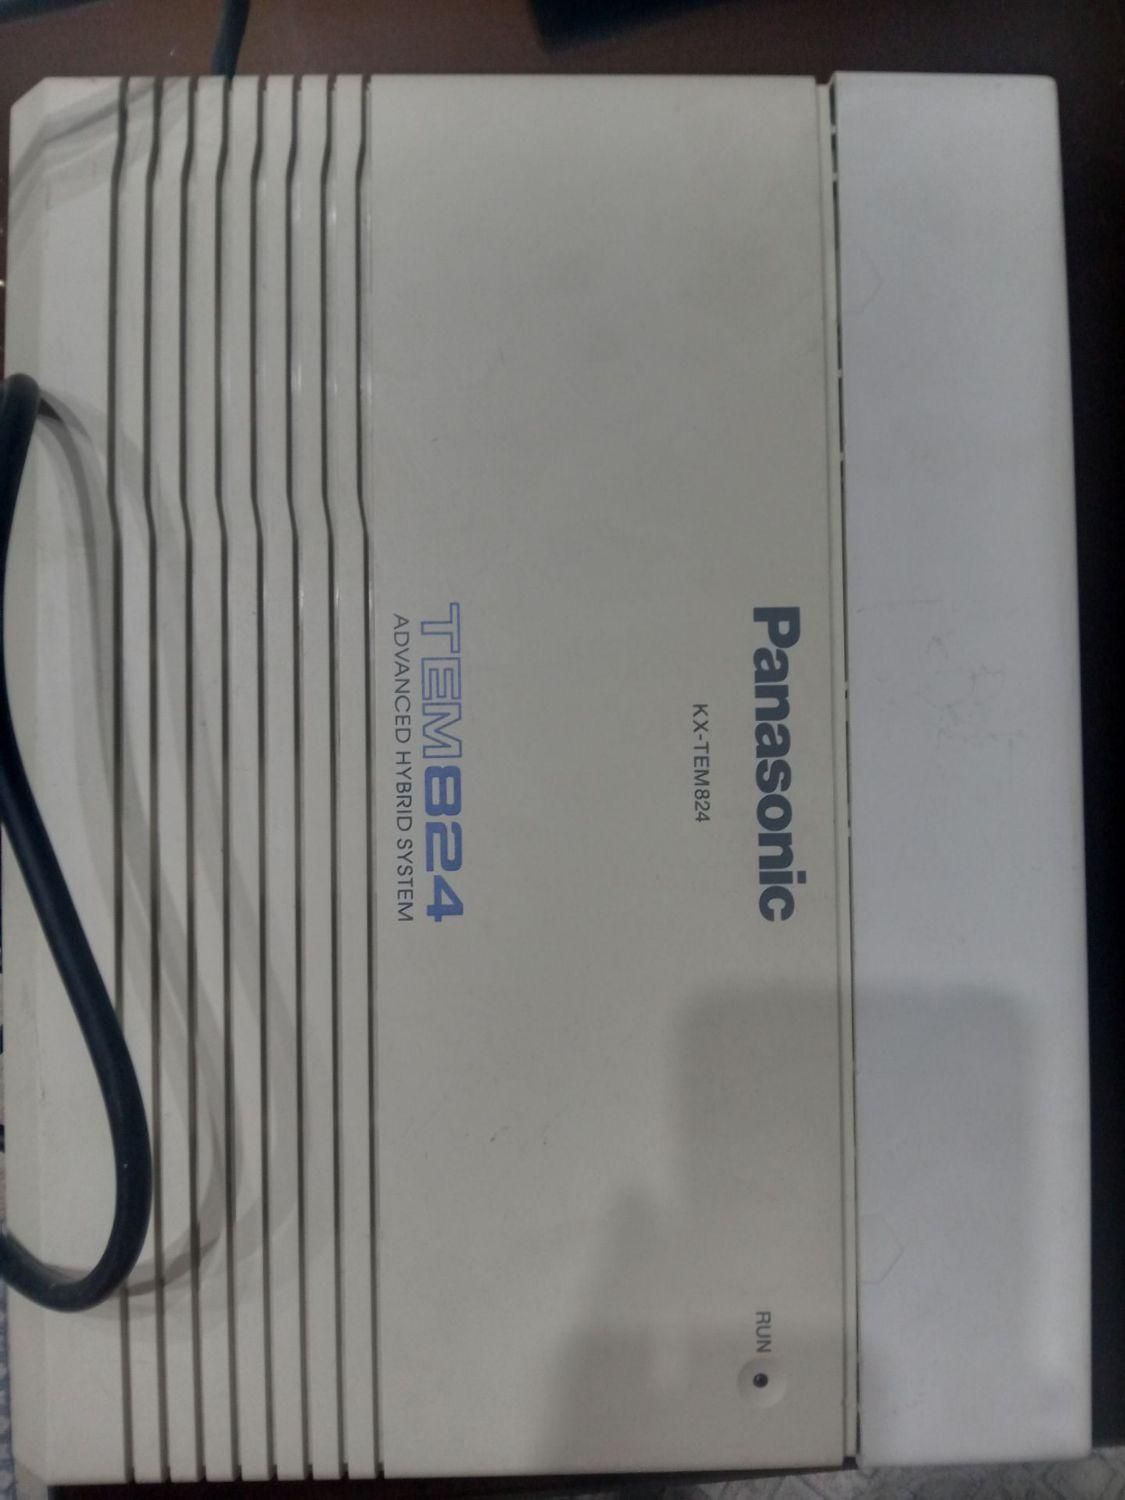 Panasonic
KX-TEM824
RUN
TEM824
ADVANCED HYBRID SYSTEM